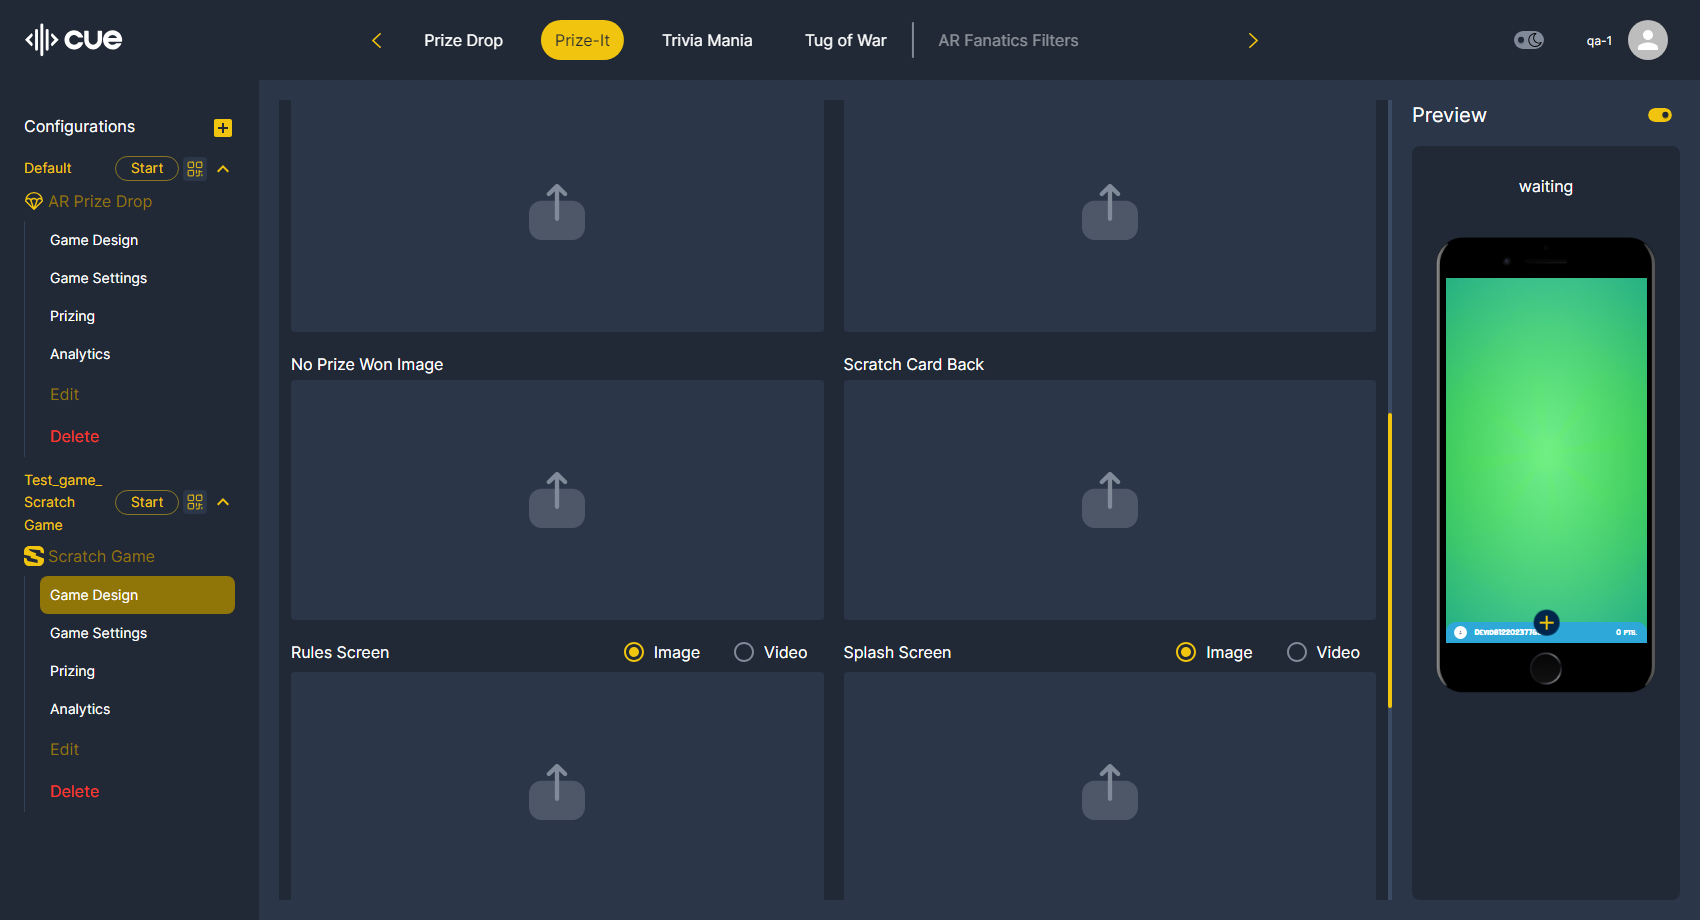 cue
Prize Drop
Prize-It
Trivia Mania
Tug of War
AR Fanatics Filters
qa-1
Configurations
Default
Start
AR Prize Drop
Game Design
Game Settings
Prizing
Analytics
Edit
Delete
Test_game_
Scratch
Game
Start
Scratch Game
Game Design
Game Settings
Prizing
Analytics
Edit
Delete
No Prize Won Image
Scratch Card Back
Rules Screen
Image
Video
Splash Screen
Image
Video
Preview
waiting
0 PTS.